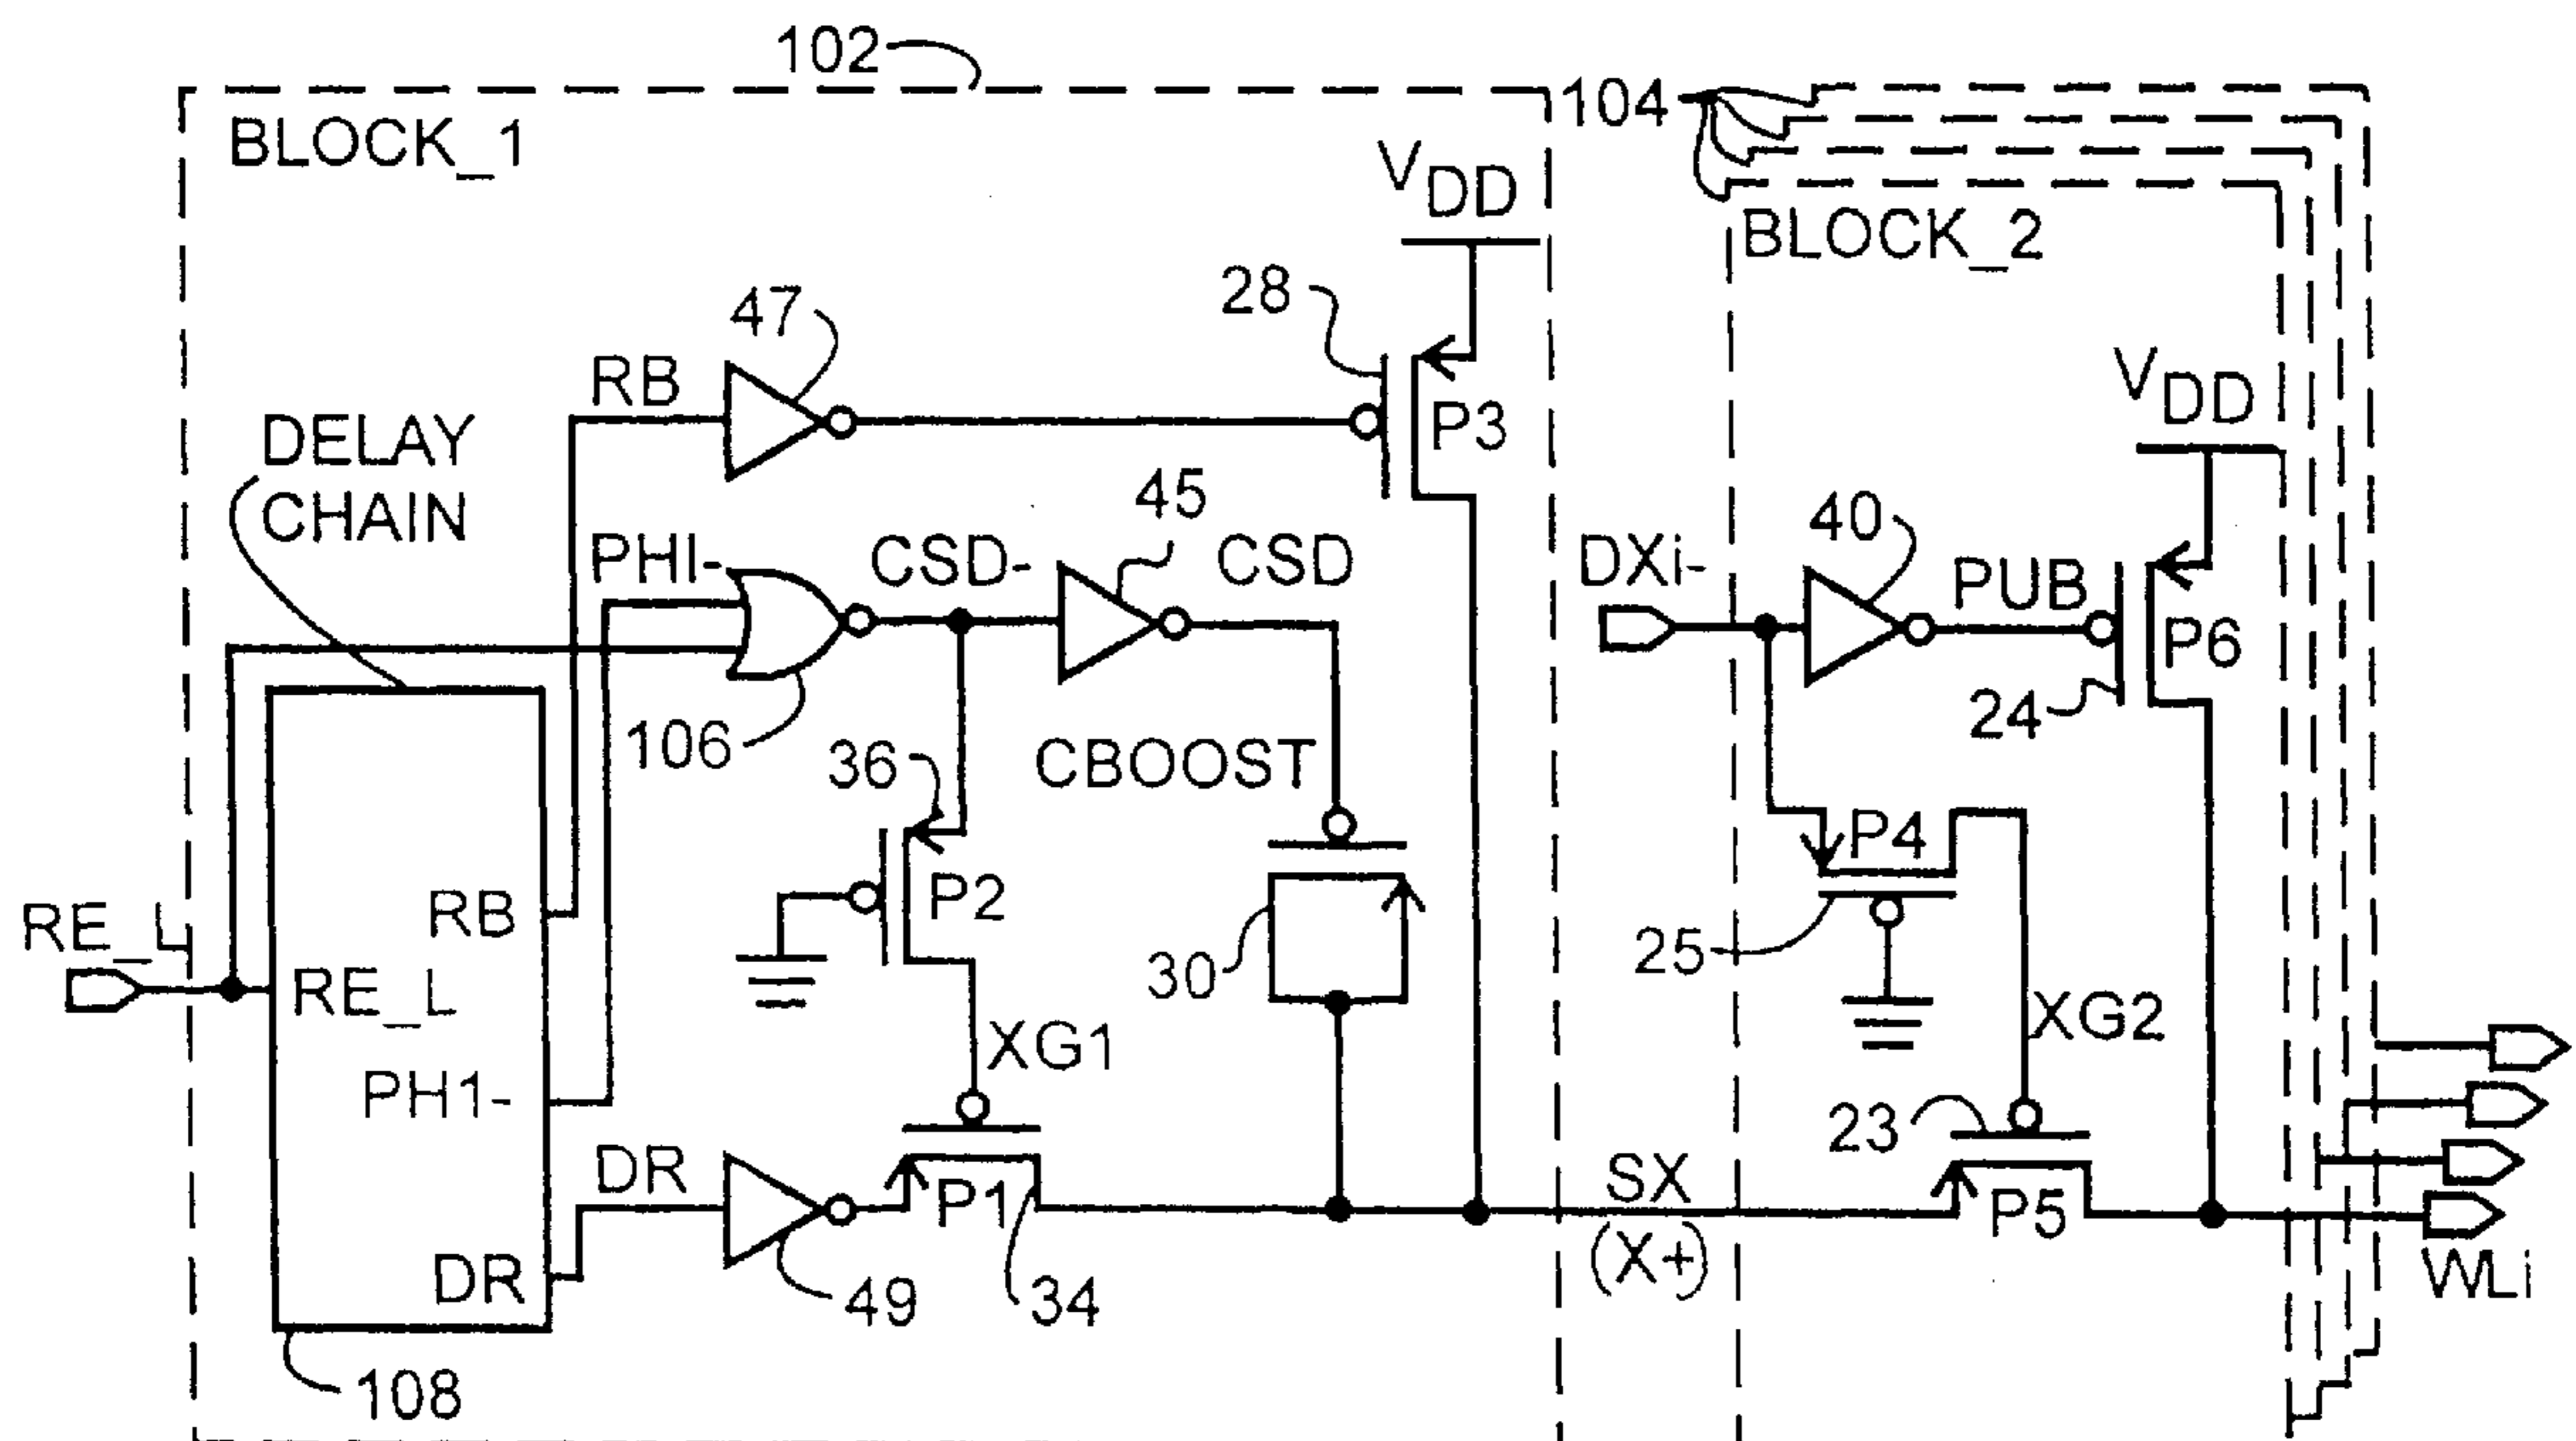 102
BLOCK_1
104
BLOCK_2
VDD
28
47
RB
P3
VDD
DELAY
CHAIN
45
40
PHI-
CSD-
CSD
DXi-
PUB
P6
24
106
36
CBOOST
P4
P2
RB
RE_L
RE_L
30
25
XG1
XG2
PH1-
23
DR
P1
SX
(X+)
P5
DR
49
34
WLi
108